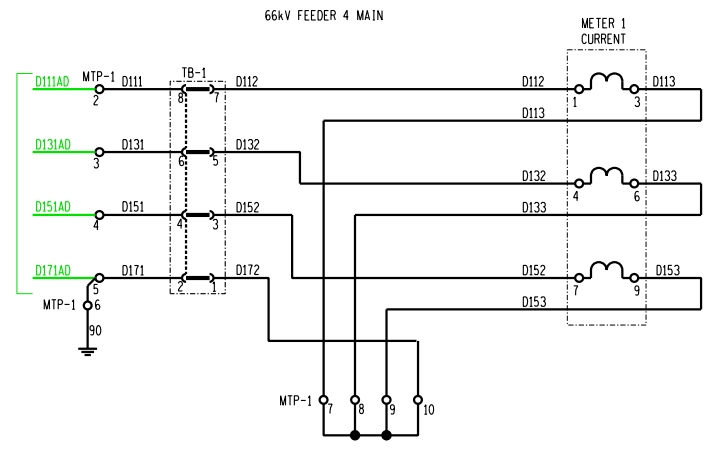 66kV FEEDER 4 MAIN
METER 1
CURRENT
D111AD MTP-1 D111 TB-1 D112 D112 D113
2 8 7 1 3
D113
D131AD D131 D132
3 6 5
D132 D133
4 6
D151AD D151 D152 D133
4 4 3
D171AD D171 D172 D152 D153
5 2 1 7 9
MTP-1 6 D153
90
MTP-1 7 8 9 10